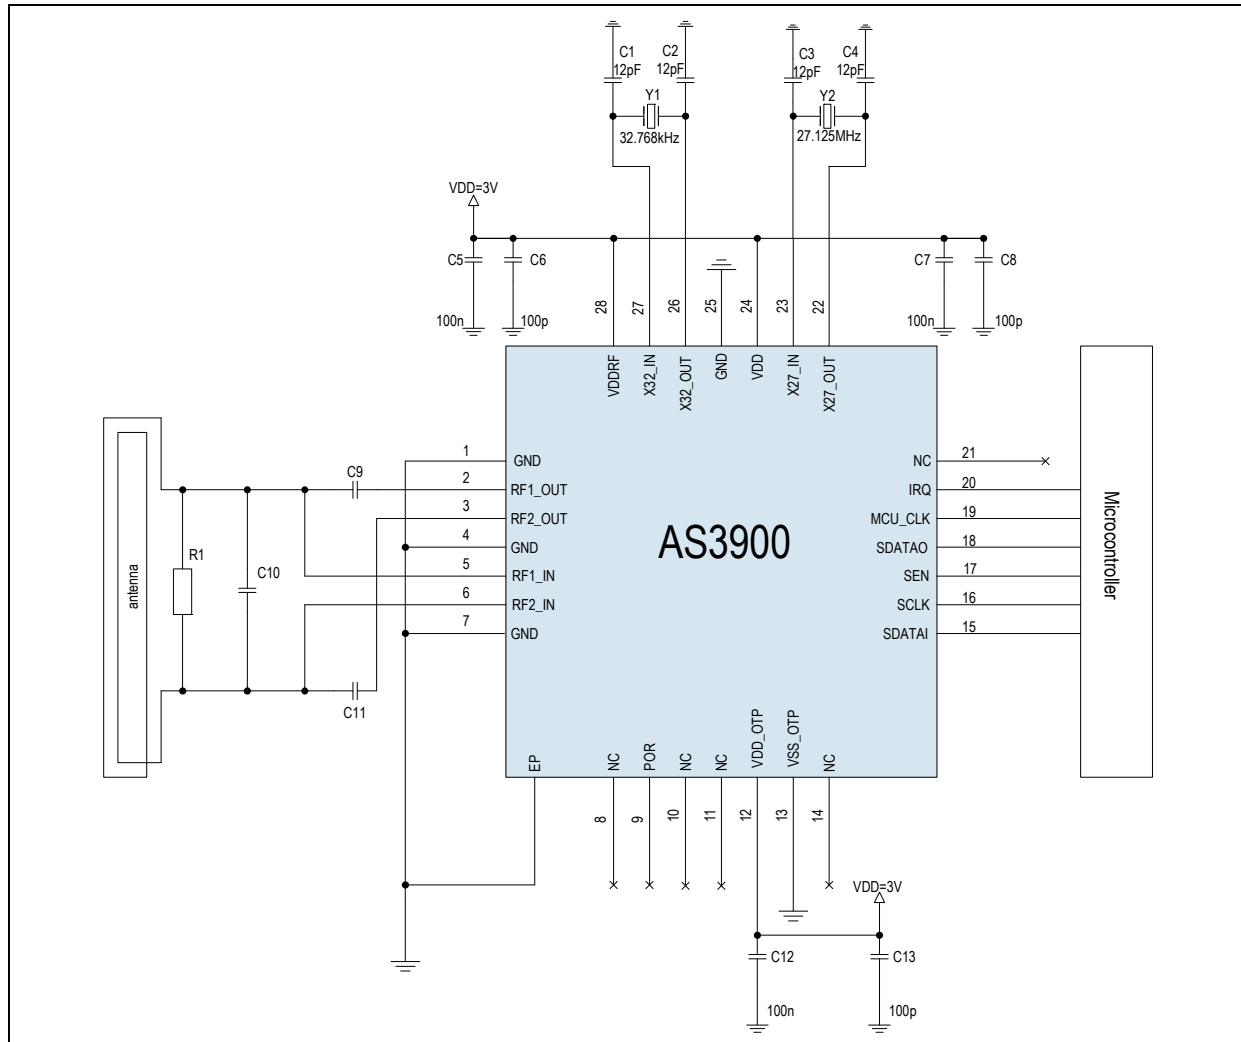 C1
12pF
C2
12pF
C3
12pF
C4
12pF
Y1
32.768kHz
Y2
27.125MHz
VDD=3V
C5
100n
C6
100p
C7
100n
C8
100p
28
27
26
25
24
23
22
VDDRF
X32_IN
X32_OUT
GND
VDD
X27_IN
X27_OUT
1
GND
2
RF1_OUT
3
RF2_OUT
4
GND
5
RF1_IN
6
RF2_IN
7
GND
AS3900
NC
21
IRQ
20
MCU_CLK
19
SDATAO
18
SEN
17
SCLK
16
SDATAI
15
Microcontroller
antenna
R1
C10
C9
C11
EP
NC
POR
NC
NC
VDD_OTP
VSS_OTP
NC
8
9
10
11
12
13
14
VDD=3V
C12
100n
C13
100p